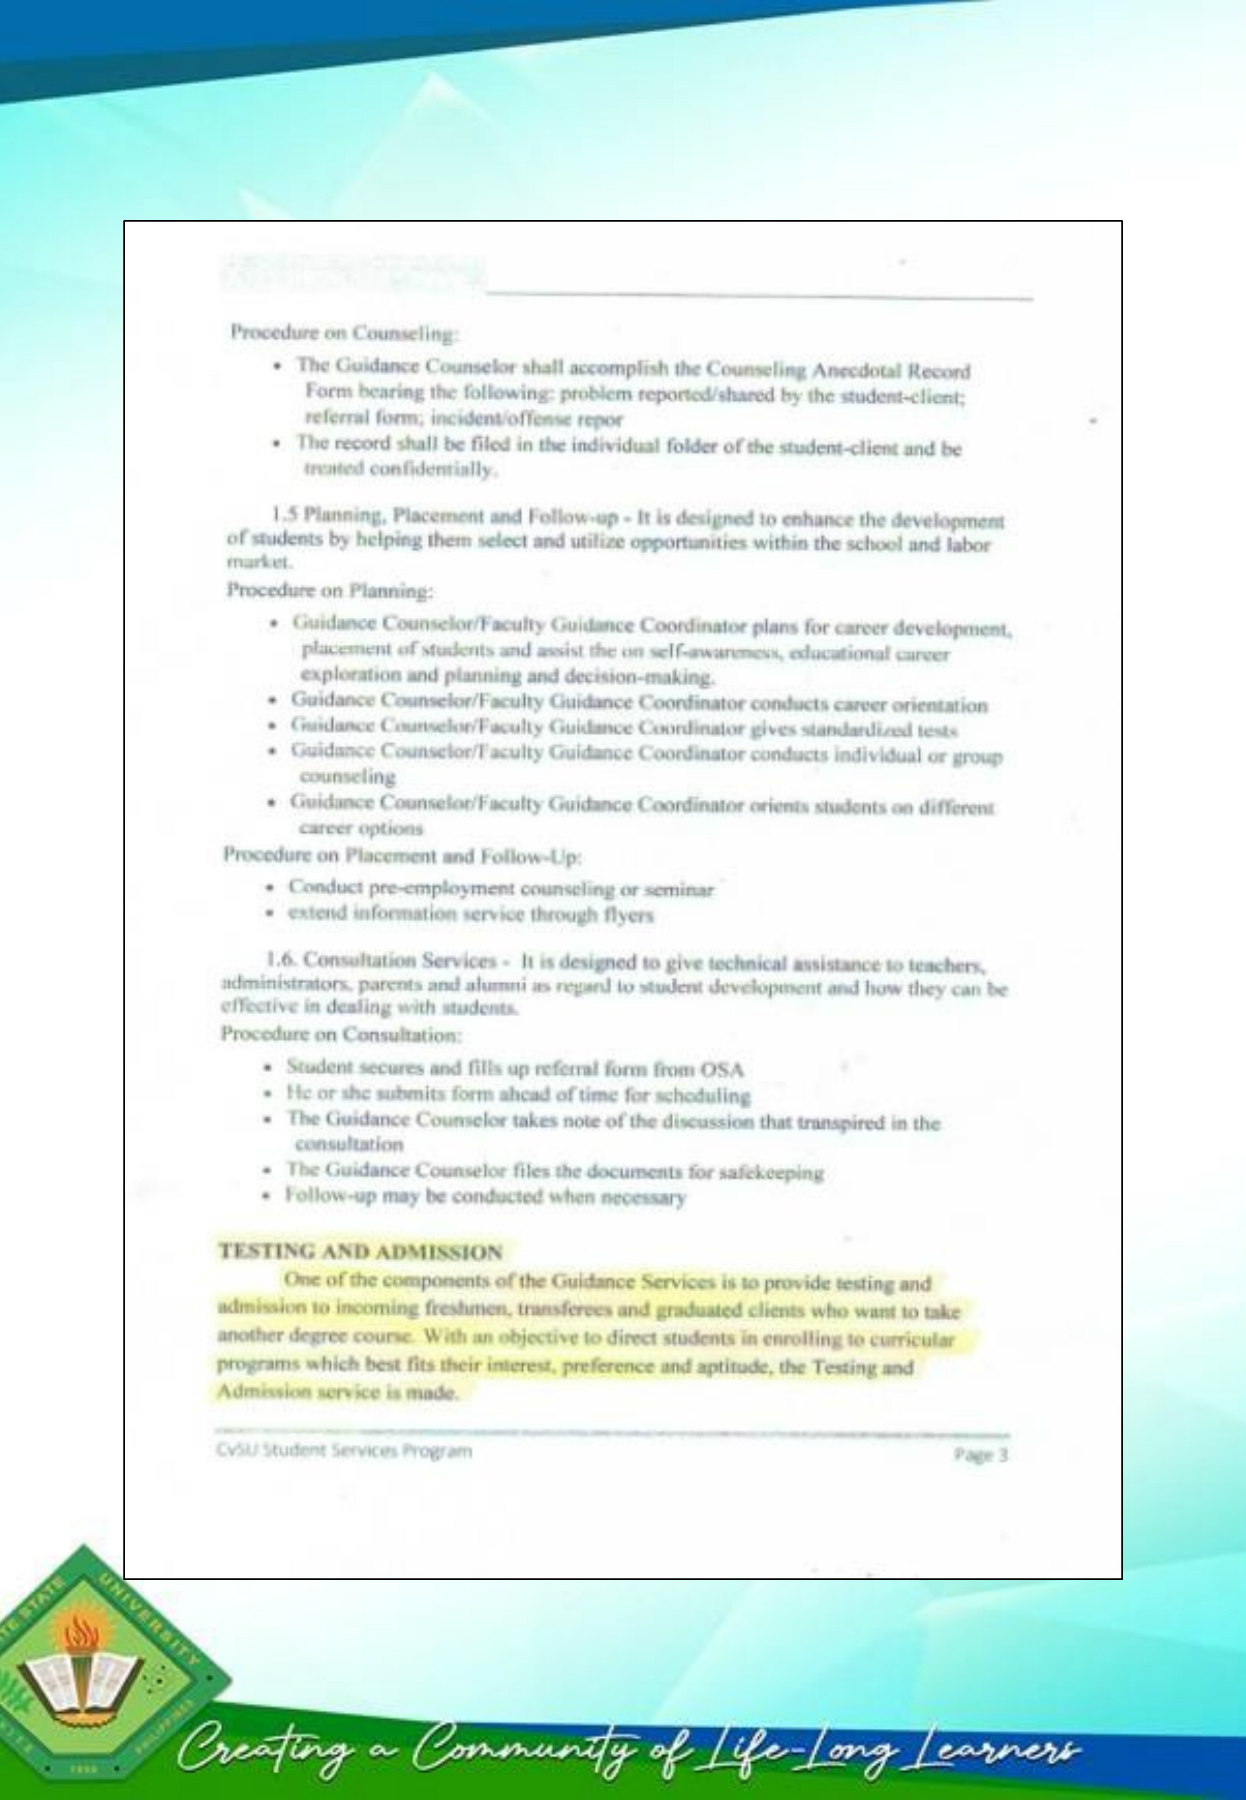 Procedure on Counseling:
• The Guidance Counselor shall accomplish the Counseling Anecdotal Record
Form bearing the following: problem reported/shared by the student-client;
referral form; incident/offense repor
• The record shall be filed in the individual folder of the student-client and be
treated confidentially.
1.5 Planning, Placement and Follow-up - It is designed to enhance the development
of students by helping them select and utilize opportunities within the school and labor
market.
Procedure on Planning:
• Guidance Counselor/Faculty Guidance Coordinator plans for career development,
placement of students and assist the on self-awareness, educational career
exploration and planning and decision-making.
• Guidance Counselor/Faculty Guidance Coordinator conducts career orientation
• Guidance Counselor/Faculty Guidance Coordinator gives standardized tests
• Guidance Counselor/Faculty Guidance Coordinator conducts individual or group
counseling
• Guidance Counselor/Faculty Guidance Coordinator orients students on different
career options
Procedure on Placement and Follow-Up:
• Conduct pre-employment counseling or seminar
• extend information service through flyers
1.6. Consultation Services - It is designed to give technical assistance to teachers,
administrators, parents and alumni as regard to student development and how they can be
effective in dealing with students.
Procedure on Consultation:
• Student secures and fills up referral form from OSA
• He or she submits form ahead of time for scheduling
• The Guidance Counselor takes note of the discussion that transpired in the
consultation
• The Guidance Counselor files the documents for safekeeping
• Follow-up may be conducted when necessary
TESTING AND ADMISSION
One of the components of the Guidance Services is to provide testing and
admission to incoming freshmen, transferees and graduated clients who want to take
another degree course. With an objective to direct students in enrolling to curricular
programs which best fits their interest, preference and aptitude, the Testing and
Admission service is made.
CvSU Student Services Program Page 3
STATE UNIVERSITY
PHILIPPINES
1906
Creating a Community of Life-Long Learners